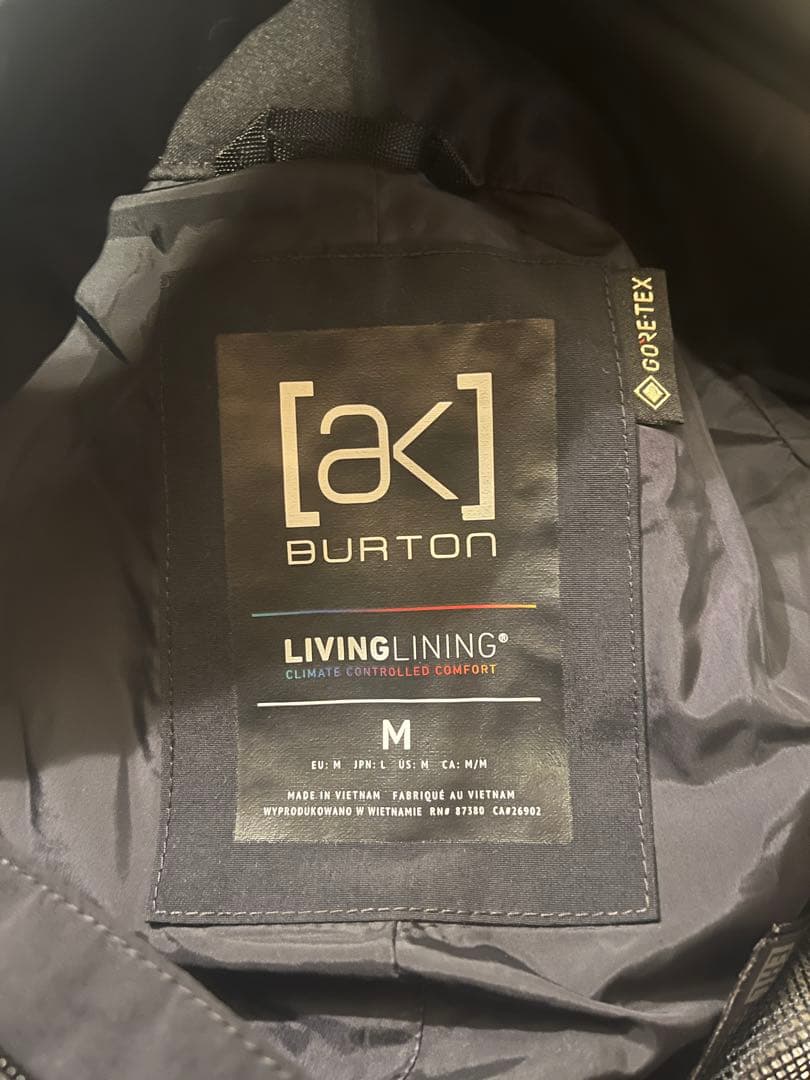 [ak]
BURTON
LIVINGLINING®
CLIMATE CONTROLLED COMFORT
M
EU: M JPN: L US: M CA: M/M
MADE IN VIETNAM FABRIQUÉ AU VIETNAM
WYPRODUKOWANO W WIETNAMIE RN# 87380 CA#26902
GORE-TEX